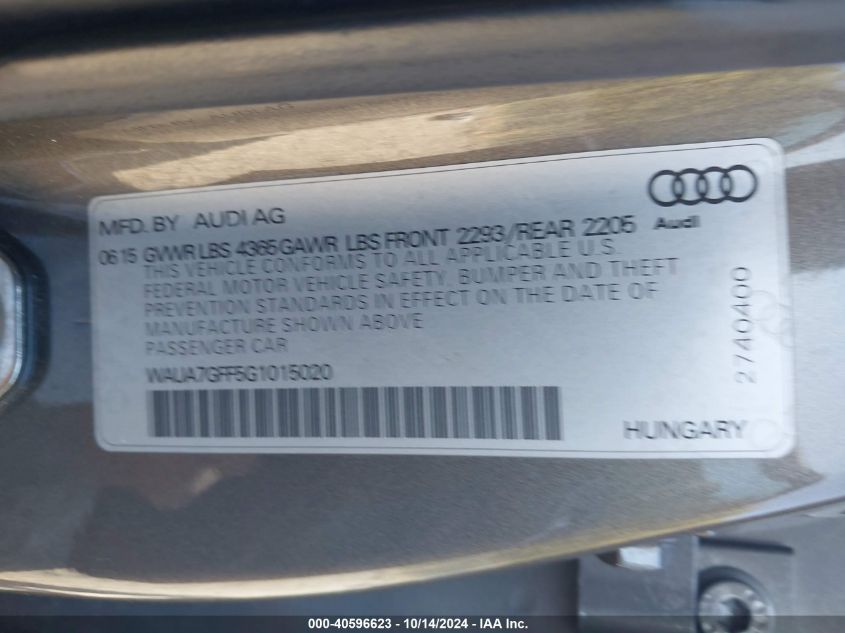 MFD. BY AUDI AG
Audi
0615 GVWR LBS 4365 GAWR LBS FRONT 2293/REAR 2205
THIS VEHICLE CONFORMS TO ALL APPLICABLE U.S.
FEDERAL MOTOR VEHICLE SAFETY, BUMPER AND THEFT
PREVENTION STANDARDS IN EFFECT ON THE DATE OF
MANUFACTURE SHOWN ABOVE
PASSENGER CAR
WAUA7GFF5G1015020
2740400
HUNGARY
000-40596623 - 10/14/2024 - IAA Inc.